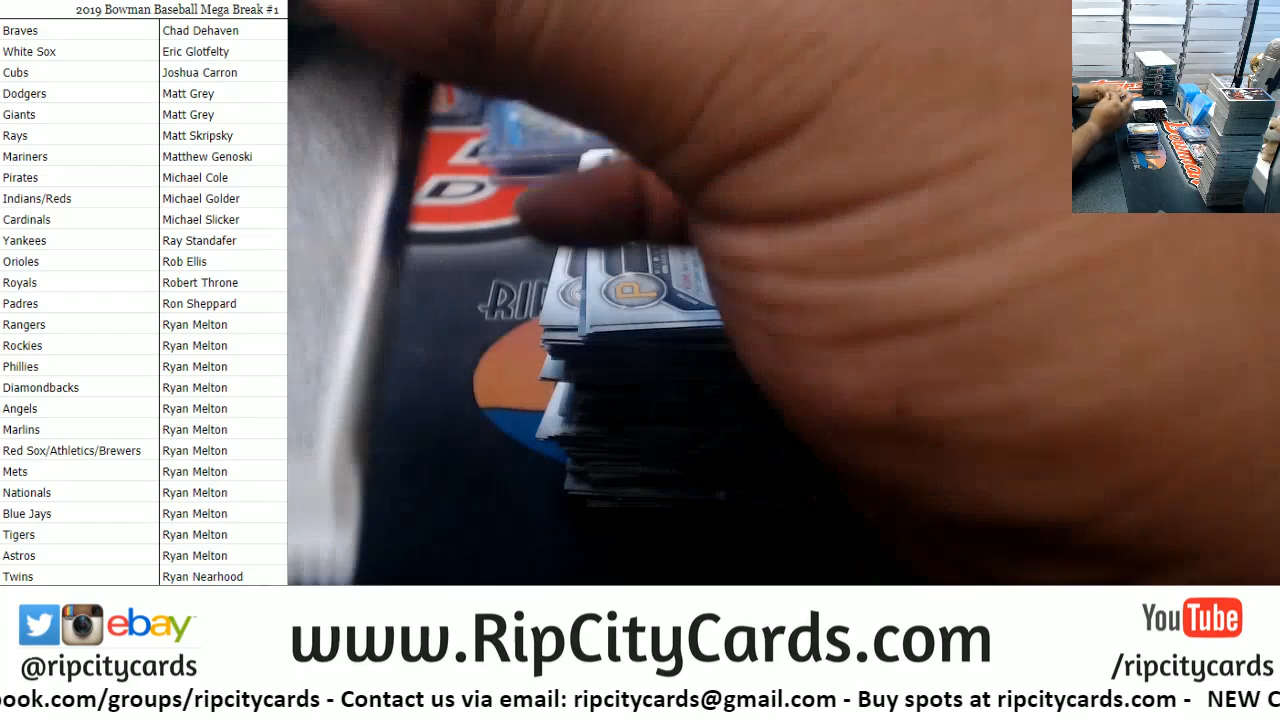 2019 Bowman Baseball Mega Break #1
Braves Chad Dehaven
White Sox Eric Glotfelty
Cubs Joshua Carron
Dodgers Matt Grey
Giants Matt Grey
Rays Matt Skripsky
Mariners Matthew Genoski
Pirates Michael Cole
Indians/Reds Michael Golder
Cardinals Michael Slicker
Yankees Ray Standafer
Orioles Rob Ellis
Royals Robert Throne
Padres Ron Sheppard
Rangers Ryan Melton
Rockies Ryan Melton
Phillies Ryan Melton
Diamondbacks Ryan Melton
Angels Ryan Melton
Marlins Ryan Melton
Red Sox/Athletics/Brewers Ryan Melton
Mets Ryan Melton
Nationals Ryan Melton
Blue Jays Ryan Melton
Tigers Ryan Melton
Astros Ryan Melton
Twins Ryan Nearhood
RIP
P
Bowman
ebay
@ripcitycards
www.RipCityCards.com
YouTube
/ripcitycards
book.com/groups/ripcitycards - Contact us via email: ripcitycards@gmail.com - Buy spots at ripcitycards.com - NEW C